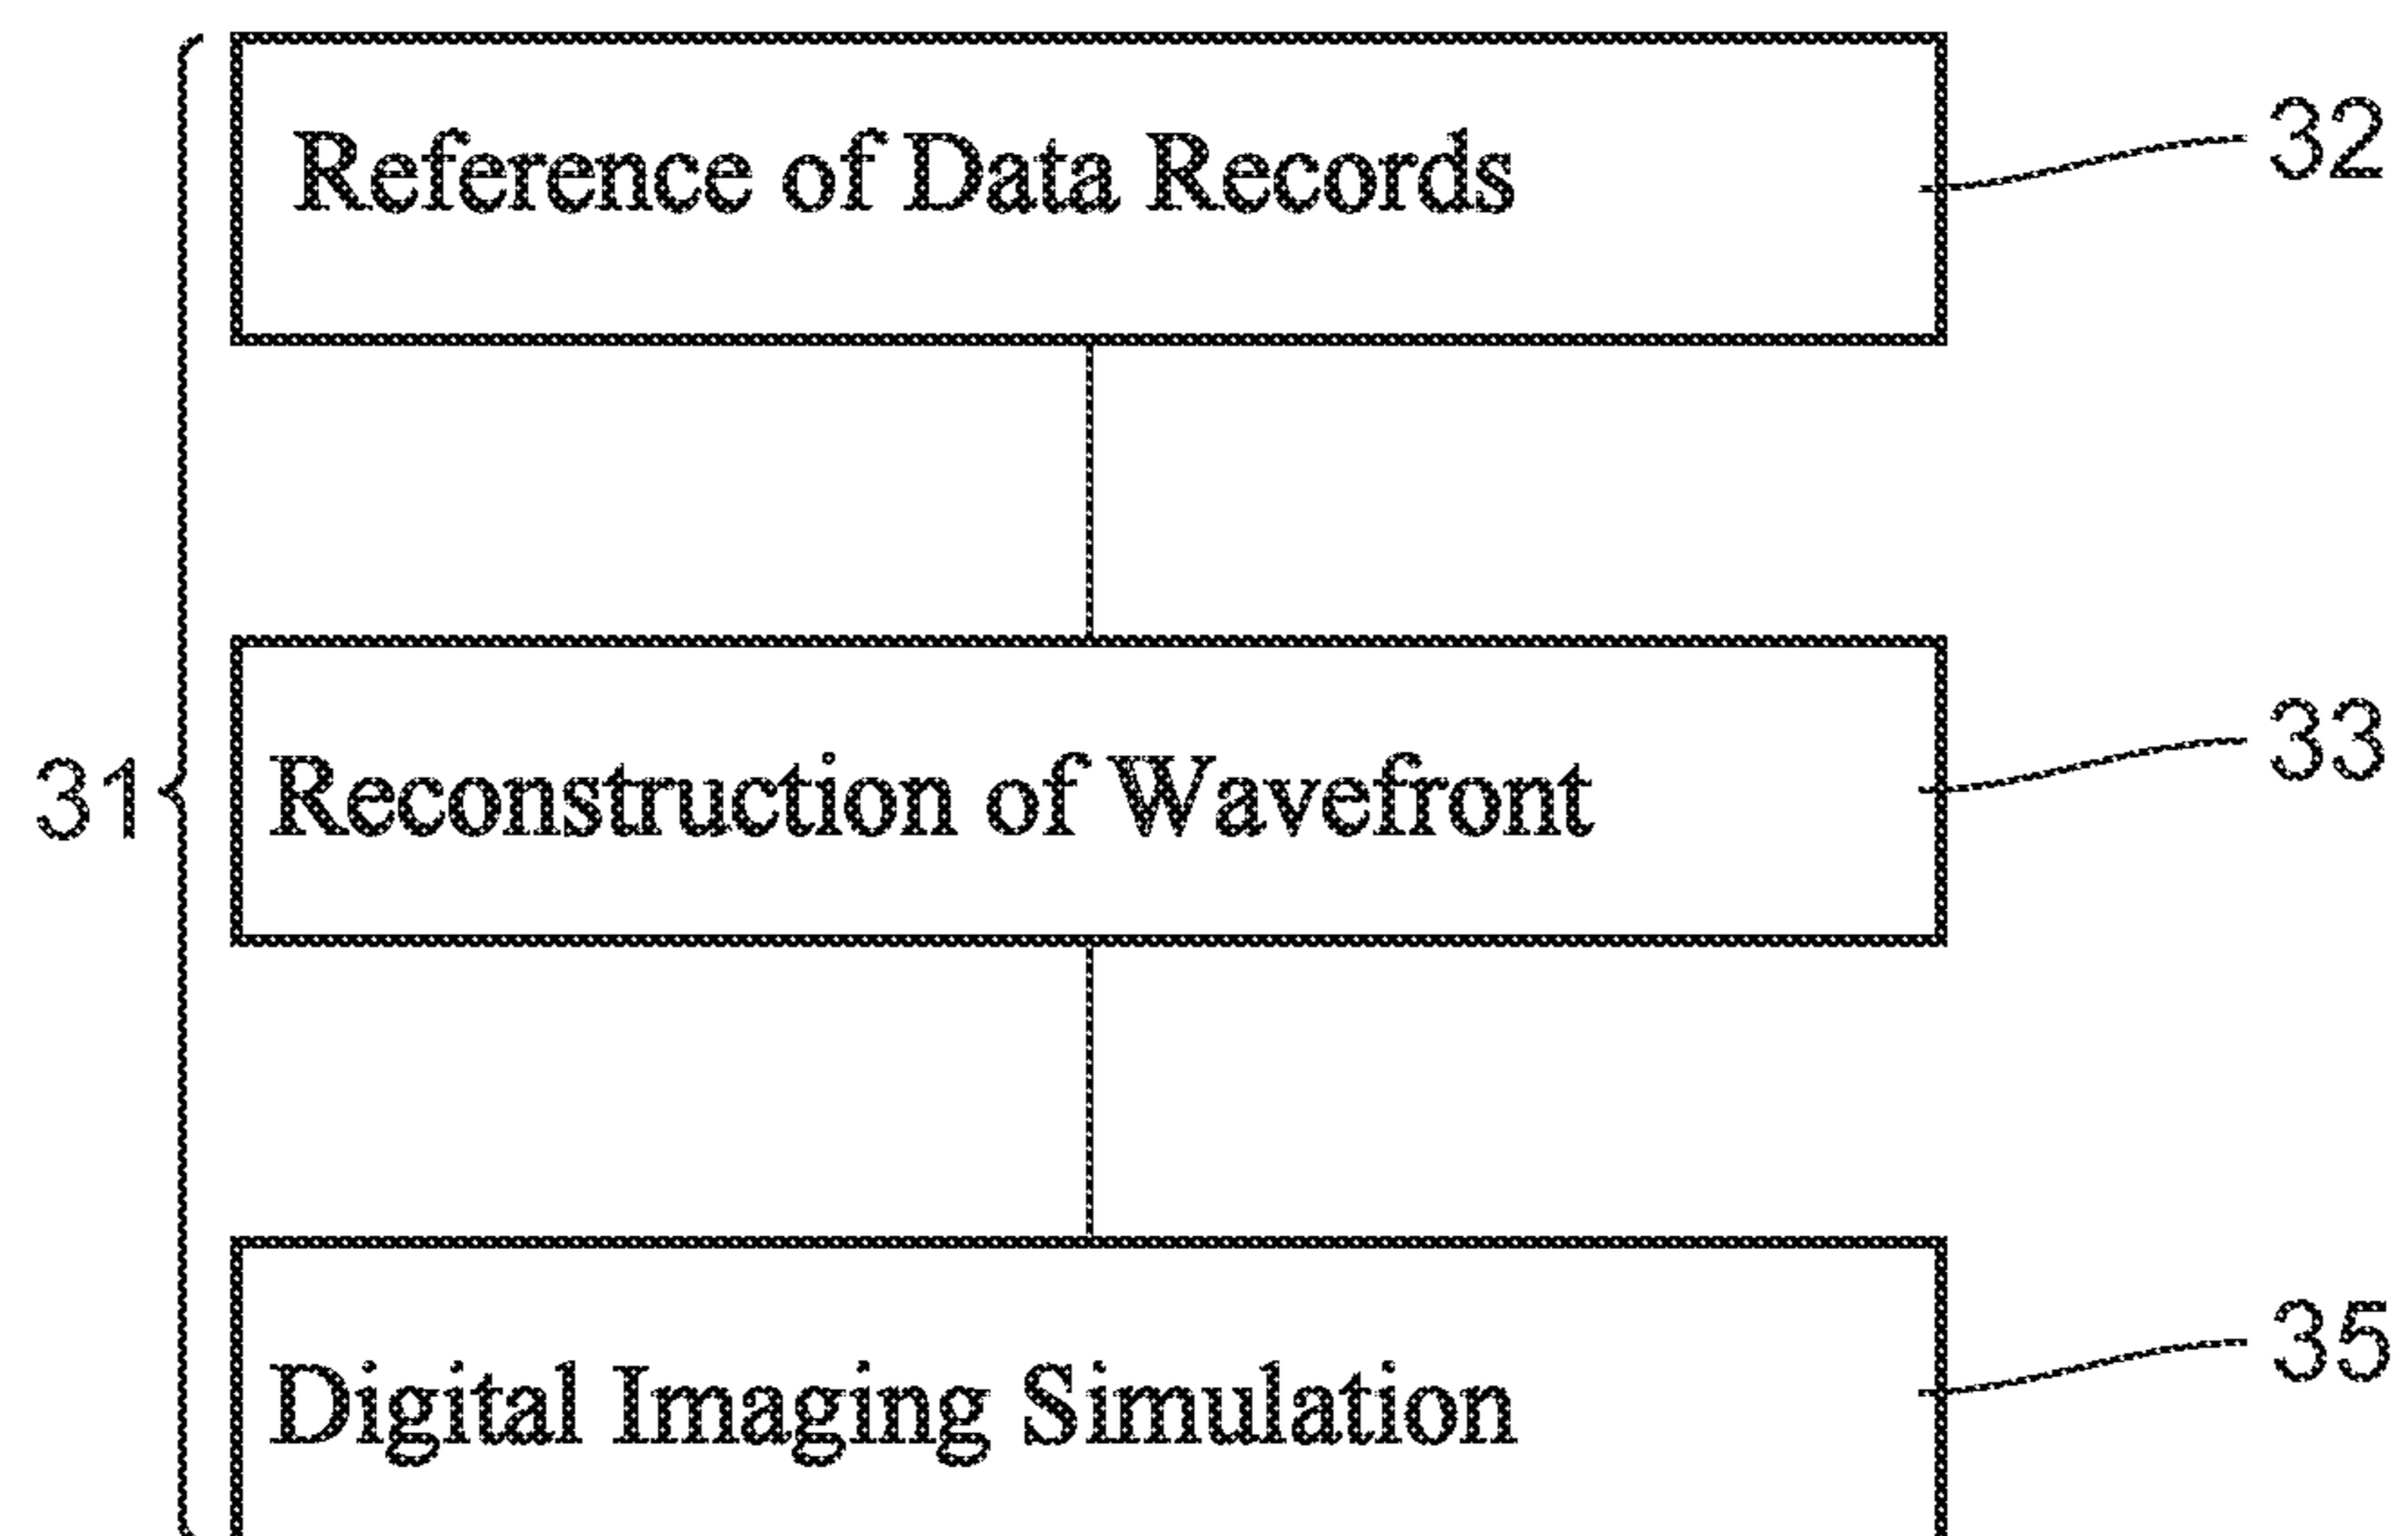 Reference of Data Records
32
31
Reconstruction of Wavefront
33
Digital Imaging Simulation
35